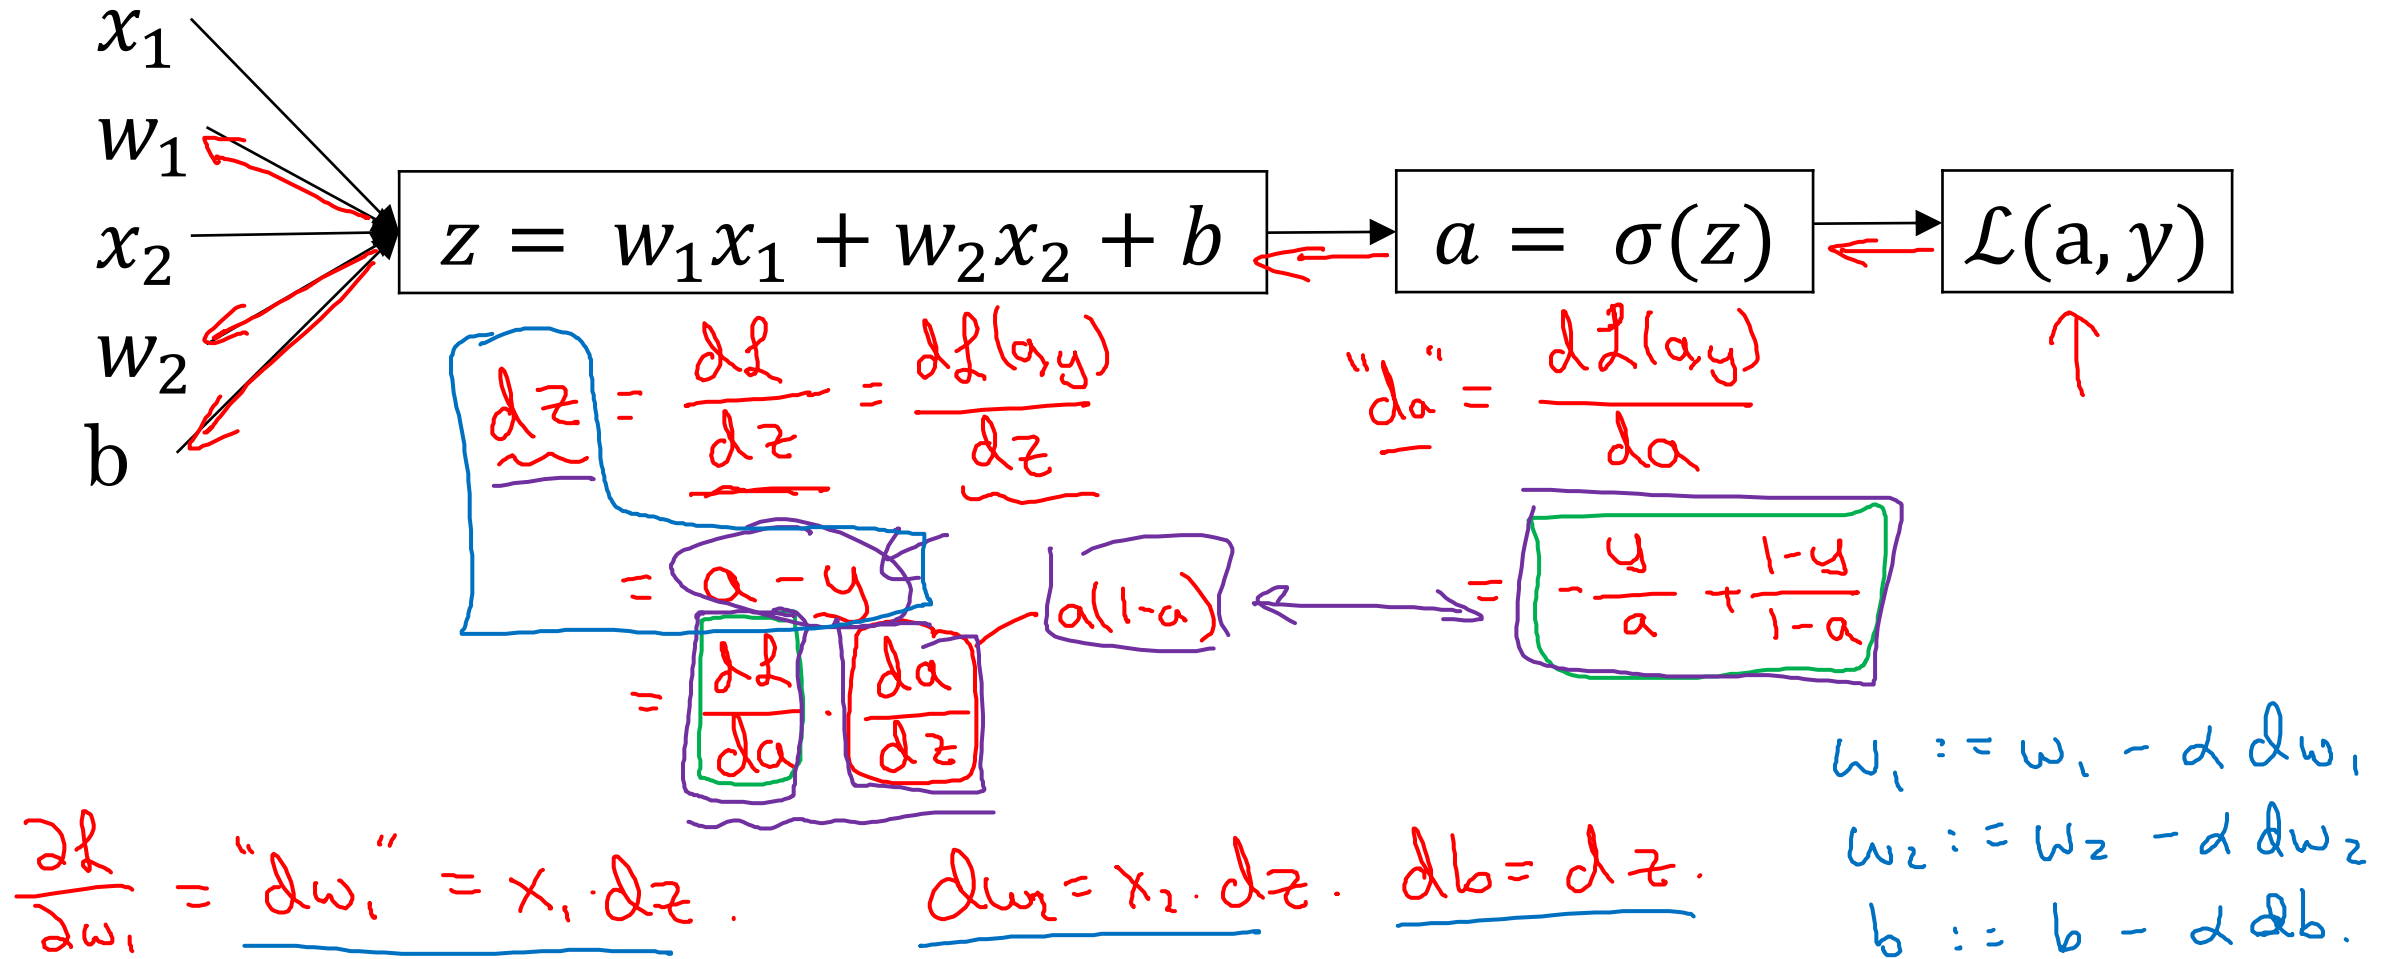 x₁
w₁
x₂
w₂
b
z = w₁x₁ + w₂x₂ + b
a = σ(z)
ℒ(a, y)
dz = dℒ/dz = dℒ(a,y)/dz
= a - y
= dℒ/da · da/dz
a(1-a)
"da" = dℒ(a,y)/da
= - y/a + 1-y/1-a
∂ℒ/∂w₁ = "dw₁" = x₁·dz.
dw₂ = x₂·dz.
db = dz.
w₁ := w₁ - α dw₁
w₂ := w₂ - α dw₂
b := b - α db.